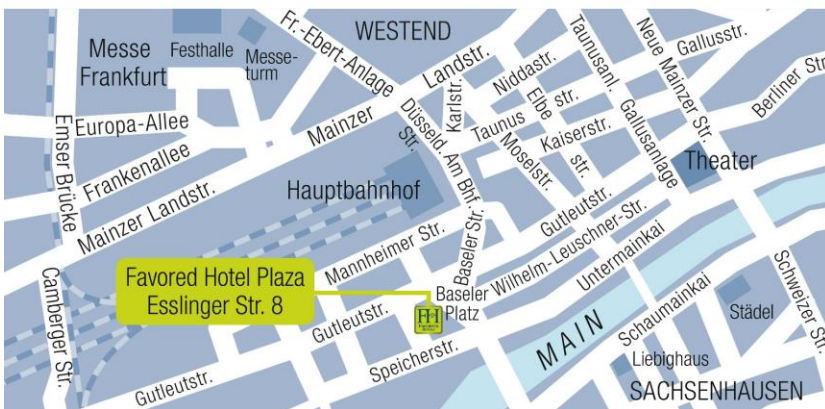 Messe
Frankfurt
Festhalle
Messe-
turm
Fr.-Ebert-Anlage
WESTEND
Landstr.
Mainzer
Niddastr.
Taunusanl.
Neue Mainzer Str.
Gallusstr.
Berliner Str.
Emser Brücke
Europa-Allee
Frankenallee
Mainzer Landstr.
Düsseld.
Str.
Am Bhf.
Karlstr.
Taunus
str.
Elbe
str.
Kaiserstr.
Moselstr.
Gallusanlage
Theater
Hauptbahnhof
Mannheimer Str.
Baseler Str.
Gutleutstr.
Wilhelm-Leuschner-Str.
Untermainkai
Favored Hotel Plaza
Esslinger Str. 8
Camberger Str.
Gutleutstr.
Gutleutstr.
Baseler
Platz
FH
Speicherstr.
MAIN
Schaumainkai
Schweizer Str.
Städel
Liebighaus
SACHSENHAUSEN